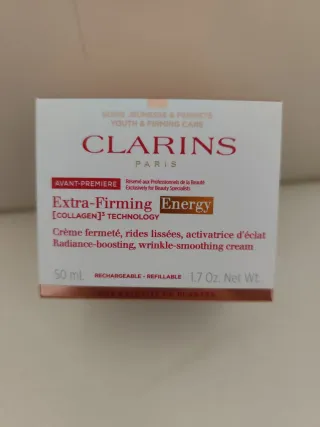 SOINS JEUNESSE & FERMETÉ
YOUTH & FIRMING CARE
CLARINS
PARIS
AVANT-PREMIÈRE
Réservé aux Professionnels de la Beauté
Exclusively for Beauty Specialists
Extra-Firming Energy
[COLLAGEN]³ TECHNOLOGY
Crème fermeté, rides lissées, activatrice d'éclat
Radiance-boosting, wrinkle-smoothing cream
50 mL RECHARGEABLE - REFILLABLE 1.7 Oz. Net Wt.